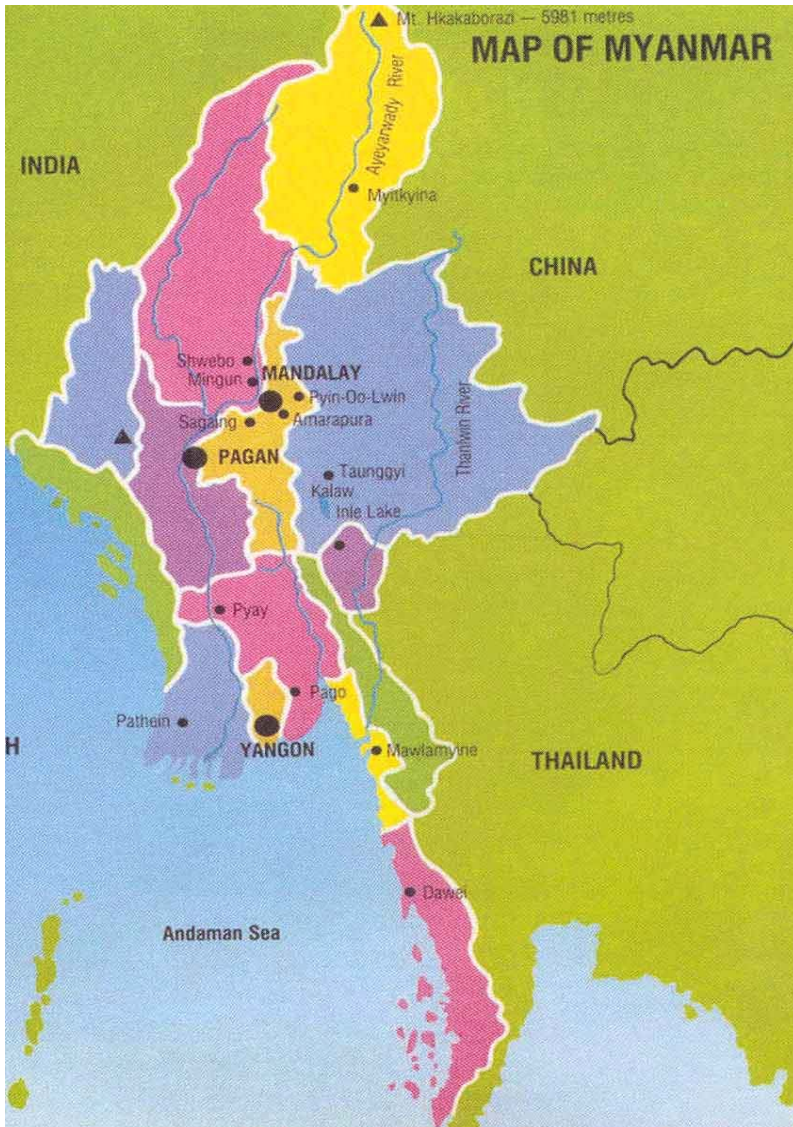 Mt. Hkakaborazi — 5981 metres
MAP OF MYANMAR
Ayeyarwady River
INDIA
Myitkyina
CHINA
Shwebo
MANDALAY
Mingun
Pyin-Oo-Lwin
Sagaing
Amarapura
Thanlwin River
PAGAN
Taunggyi
Kalaw
Inle Lake
Pyay
Pago
Pathein
H
YANGON
Mawlamyine
THAILAND
Dawei
Andaman Sea